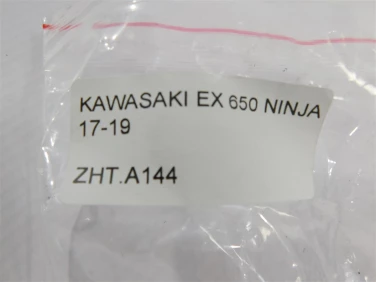 KAWASAKI EX 650 NINJA
17-19
ZHT.A144